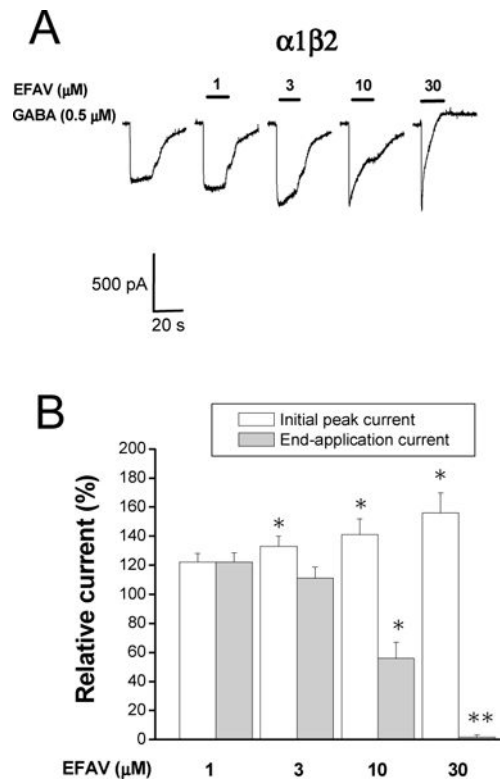 A
α1β2
EFAV (μM) 1 3 10 30
GABA (0.5 μM)
500 pA
20 s
B
Initial peak current
End-application current
Relative current (%)
200
180
160
140
120
100
80
60
40
20
0
*
*
*
*
**
EFAV (μM) 1 3 10 30